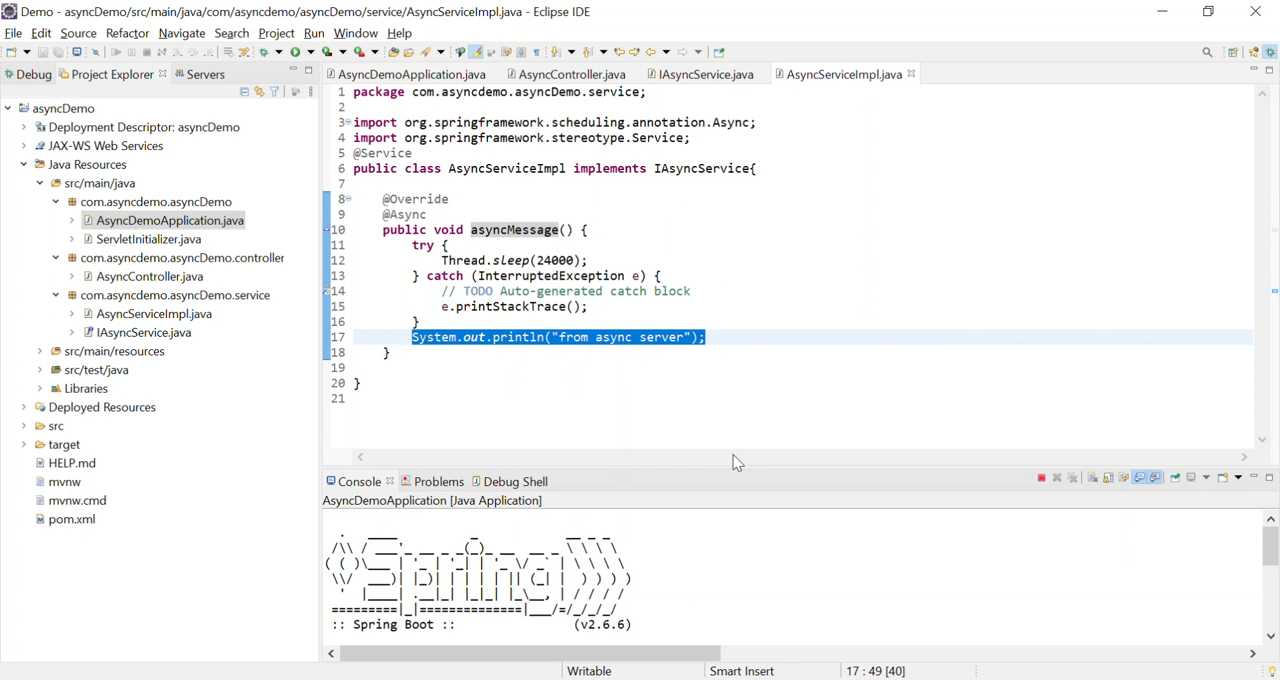 Demo - asyncDemo/src/main/java/com/asyncdemo/asyncDemo/service/AsyncServiceImpl.java - Eclipse IDE
File Edit Source Refactor Navigate Search Project Run Window Help
Debug Project Explorer Servers
AsyncDemoApplication.java AsyncController.java IAsyncService.java AsyncServiceImpl.java
asyncDemo
Deployment Descriptor: asyncDemo
JAX-WS Web Services
Java Resources
src/main/java
com.asyncdemo.asyncDemo
AsyncDemoApplication.java
ServletInitializer.java
com.asyncdemo.asyncDemo.controller
AsyncController.java
com.asyncdemo.asyncDemo.service
AsyncServiceImpl.java
IAsyncService.java
src/main/resources
src/test/java
Libraries
Deployed Resources
src
target
HELP.md
mvnw
mvnw.cmd
pom.xml
1 package com.asyncdemo.asyncDemo.service;
2
3 import org.springframework.scheduling.annotation.Async;
4 import org.springframework.stereotype.Service;
5 @Service
6 public class AsyncServiceImpl implements IAsyncService{
7
8 @Override
9 @Async
10 public void asyncMessage() {
11 try {
12 Thread.sleep(24000);
13 } catch (InterruptedException e) {
14 // TODO Auto-generated catch block
15 e.printStackTrace();
16 }
17 System.out.println("from async server");
18 }
19
20 }
21
Console Problems Debug Shell
AsyncDemoApplication [Java Application]
Spring
:: Spring Boot :: (v2.6.6)
Writable Smart Insert 17 : 49 [40]